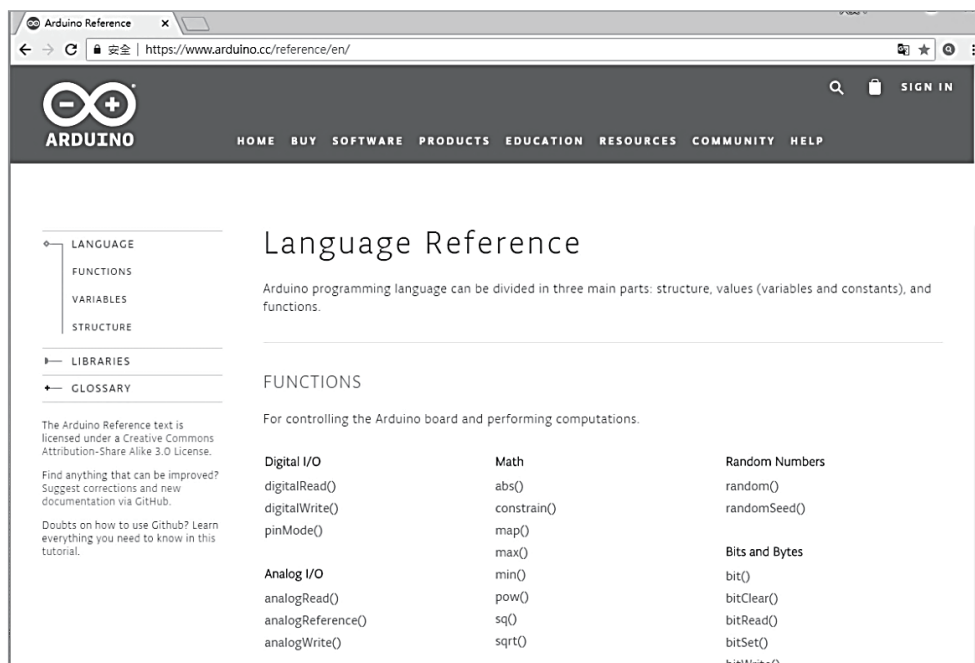 Arduino Reference
安全 | https://www.arduino.cc/reference/en/
SIGN IN
ARDUINO
HOME BUY SOFTWARE PRODUCTS EDUCATION RESOURCES COMMUNITY HELP
LANGUAGE
FUNCTIONS
VARIABLES
STRUCTURE
LIBRARIES
GLOSSARY
The Arduino Reference text is
licensed under a Creative Commons
Attribution-Share Alike 3.0 License.
Find anything that can be improved?
Suggest corrections and new
documentation via GitHub.
Doubts on how to use Github? Learn
everything you need to know in this
tutorial.
Language Reference
Arduino programming language can be divided in three main parts: structure, values (variables and constants), and
functions.
FUNCTIONS
For controlling the Arduino board and performing computations.
Digital I/O
digitalRead()
digitalWrite()
pinMode()
Analog I/O
analogRead()
analogReference()
analogWrite()
Math
abs()
constrain()
map()
max()
min()
pow()
sq()
sqrt()
Random Numbers
random()
randomSeed()
Bits and Bytes
bit()
bitClear()
bitRead()
bitSet()
bitWrite()